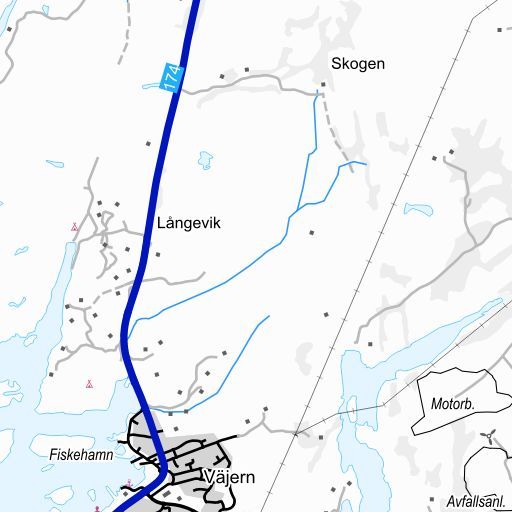 Skogen
174
Långevik
Motorb.
Fiskehamn
Väjern
Avfallsanl.